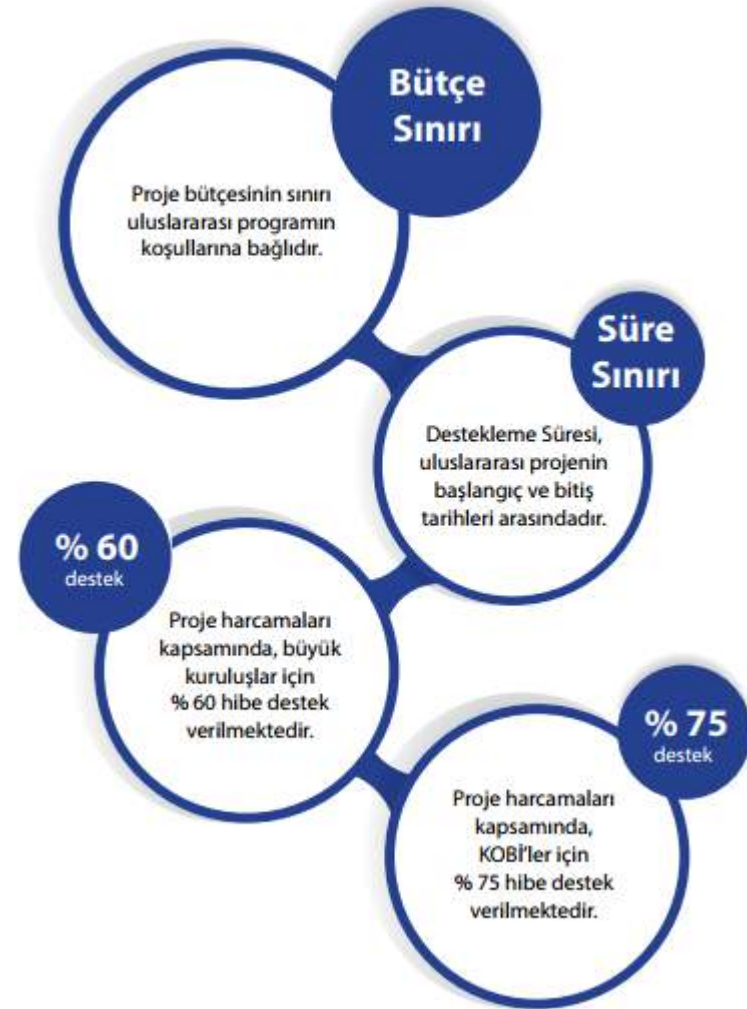 Bütçe
Sınırı
Proje bütçesinin sınırı
uluslararası programın
koşullarına bağlıdır.
Süre
Sınırı
Destekleme Süresi,
uluslararası projenin
başlangıç ve bitiş
tarihleri arasındadır.
% 60
destek
Proje harcamaları
kapsamında, büyük
kuruluşlar için
% 60 hibe destek
verilmektedir.
% 75
destek
Proje harcamaları
kapsamında,
KOBİ'ler için
% 75 hibe destek
verilmektedir.